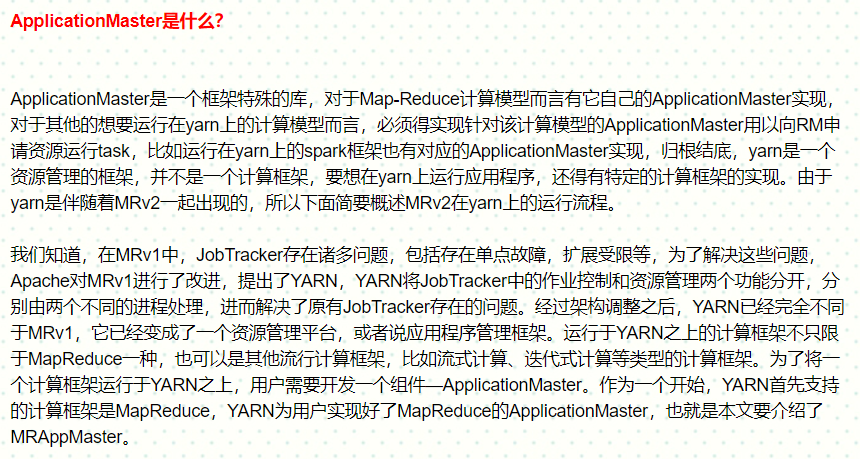 ApplicationMaster是什么?
ApplicationMaster是一个框架特殊的库，对于Map-Reduce计算模型而言有它自己的ApplicationMaster实现，
对于其他的想要运行在yarn上的计算模型而言，必须得实现针对该计算模型的ApplicationMaster用以向RM申
请资源运行task，比如运行在yarn上的spark框架也有对应的ApplicationMaster实现，归根结底，yarn是一个
资源管理的框架，并不是一个计算框架，要想在yarn上运行应用程序，还得有特定的计算框架的实现。由于
yarn是伴随着MRv2一起出现的，所以下面简要概述MRv2在yarn上的运行流程。
我们知道，在MRv1中，JobTracker存在诸多问题，包括存在单点故障，扩展受限等，为了解决这些问题，
Apache对MRv1进行了改进，提出了YARN，YARN将JobTracker中的作业控制和资源管理两个功能分开，分
别由两个不同的进程处理，进而解决了原有JobTracker存在的问题。经过架构调整之后，YARN已经完全不同
于MRv1，它已经变成了一个资源管理平台，或者说应用程序管理框架。运行于YARN之上的计算框架不只限
于MapReduce一种，也可以是其他流行计算框架，比如流式计算、迭代式计算等类型的计算框架。为了将一
个计算框架运行于YARN之上，用户需要开发一个组件—ApplicationMaster。作为一个开始，YARN首先支持
的计算框架是MapReduce，YARN为用户实现好了MapReduce的ApplicationMaster，也就是本文要介绍了
MRAppMaster。